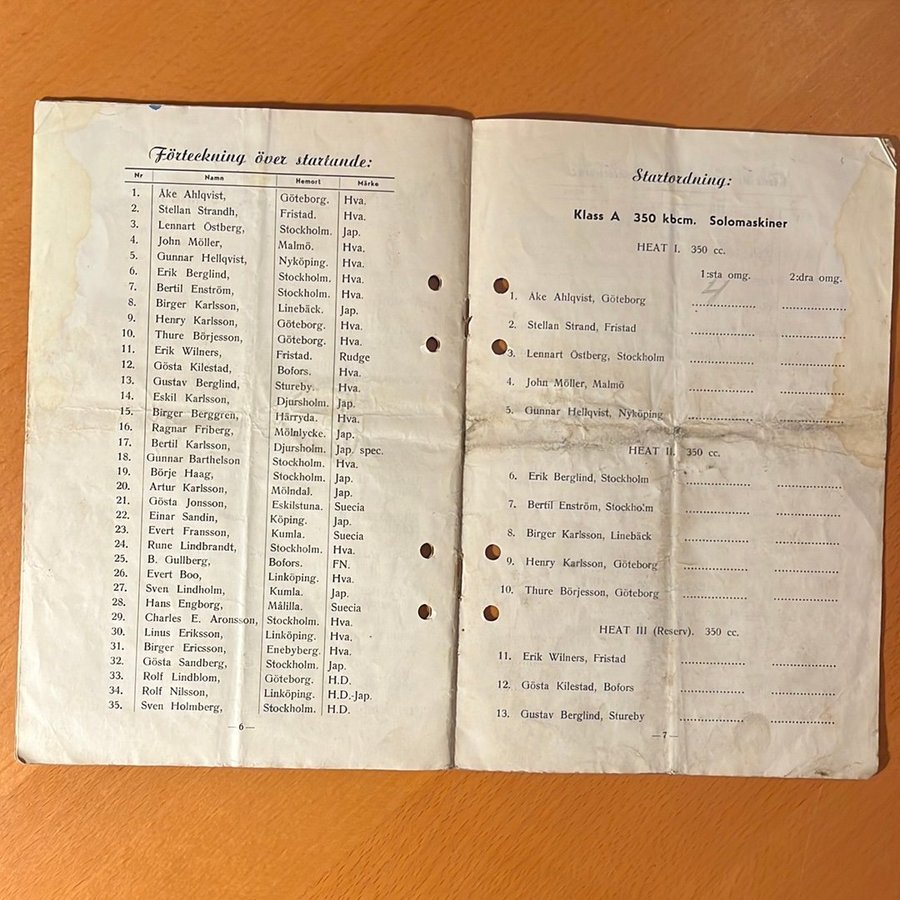 Förteckning över startande:
Nr Namn Hemort Märke
1. Åke Ahlqvist, Göteborg. Hva.
2. Stellan Strandh, Fristad. Hva.
3. Lennart Östberg, Stockholm. Jap.
4. John Möller, Malmö. Hva.
5. Gunnar Hellqvist, Nyköping. Hva.
6. Erik Berglind, Stockholm. Hva.
7. Bertil Enström, Stockholm. Hva.
8. Birger Karlsson, Linebäck. Jap.
9. Henry Karlsson, Göteborg. Hva.
10. Thure Börjesson, Göteborg. Hva.
11. Erik Wilners, Fristad. Rudge
12. Gösta Kilestad, Bofors. Hva.
13. Gustav Berglind, Stureby. Hva.
14. Eskil Karlsson, Djursholm. Jap.
15. Birger Berggren, Härryda. Hva.
16. Ragnar Friberg, Mölnlycke. Jap.
17. Bertil Karlsson, Djursholm. Jap. spec.
18. Gunnar Barthelson Stockholm. Hva.
19. Börje Haag, Stockholm. Jap.
20. Artur Karlsson, Mölndal. Jap.
21. Gösta Jonsson, Eskilstuna. Suecia
22. Einar Sandin, Köping. Jap.
23. Evert Fransson, Kumla. Suecia
24. Rune Lindbrandt, Stockholm. Hva.
25. B. Gullberg, Bofors. FN.
26. Evert Boo, Linköping. Hva.
27. Sven Lindholm, Kumla. Jap.
28. Hans Engborg, Målilla. Suecia
29. Charles E. Aronsson, Stockholm. Hva.
30. Linus Eriksson, Linköping. Hva.
31. Birger Ericsson, Enebyberg. Hva.
32. Gösta Sandberg, Stockholm. Jap.
33. Rolf Lindblom, Göteborg. H.D.
34. Rolf Nilsson, Linköping. H.D.-Jap.
35. Sven Holmberg, Stockholm. H.D.
—6—
Startordning:
Klass A 350 kbcm. Solomaskiner
HEAT I. 350 cc.
1:sta omg. 2:dra omg.
1. Åke Ahlqvist, Göteborg
2. Stellan Strand, Fristad
3. Lennart Östberg, Stockholm
4. John Möller, Malmö
5. Gunnar Hellqvist, Nyköping
HEAT II. 350 cc.
6. Erik Berglind, Stockholm
7. Bertil Enström, Stockholm
8. Birger Karlsson, Linebäck
9. Henry Karlsson, Göteborg
10. Thure Börjesson, Göteborg
HEAT III (Reserv). 350 cc.
11. Erik Wilners, Fristad
12. Gösta Kilestad, Bofors
13. Gustav Berglind, Stureby
—7—